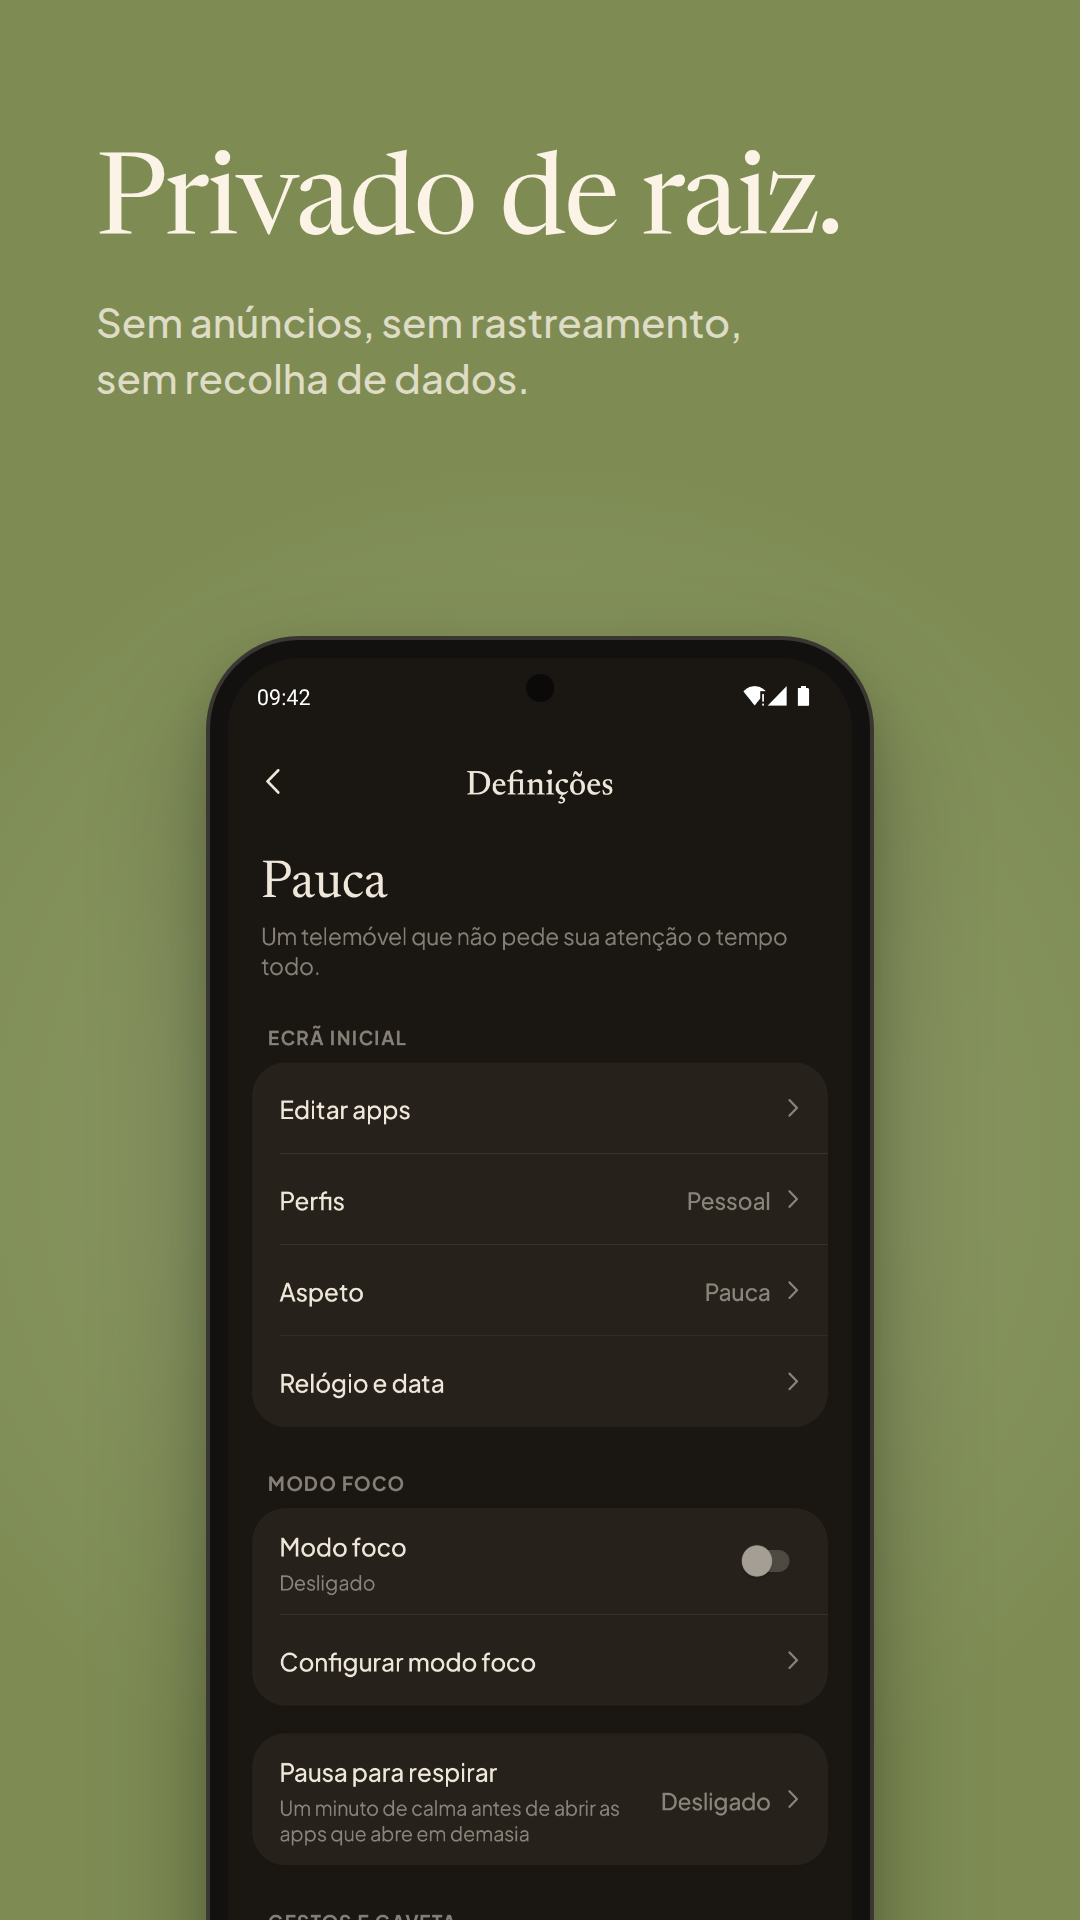 Privado de raiz.
Sem anúncios, sem rastreamento,
sem recolha de dados.
09:42
Definições
Pauca
Um telemóvel que não pede sua atenção o tempo
todo.
ECRÃ INICIAL
Editar apps
Perfis
Pessoal
Aspeto
Pauca
Relógio e data
MODO FOCO
Modo foco
Desligado
Configurar modo foco
Pausa para respirar
Um minuto de calma antes de abrir as
apps que abre em demasia
Desligado
GESTOS E GAVETA